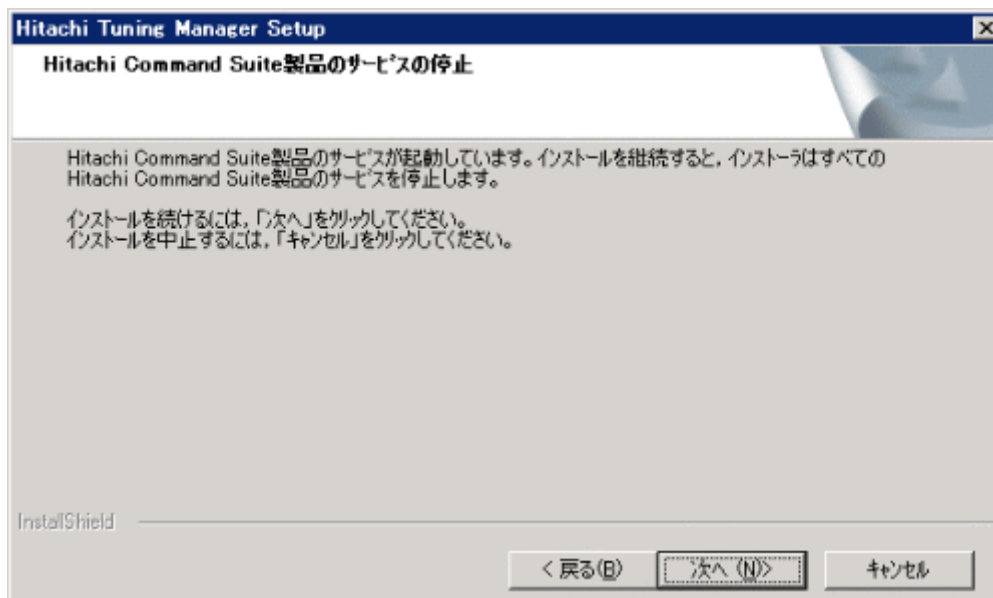 Hitachi Tuning Manager Setup
Hitachi Command Suite製品のサービスの停止
Hitachi Command Suite製品のサービスが起動しています。インストールを継続すると，インストーラはすべての
Hitachi Command Suite製品のサービスを停止します。
インストールを続けるには，「次へ」をクリックしてください。
インストールを中止するには，「キャンセル」をクリックしてください。
InstallShield
< 戻る(B)
次へ (N)>
キャンセル